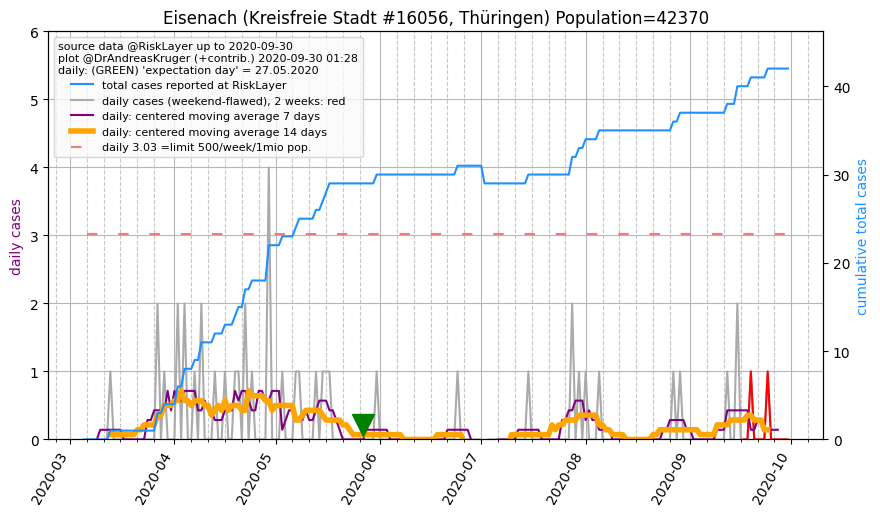 Eisenach (Kreisfreie Stadt #16056, Thüringen) Population=42370
source data @RiskLayer up to 2020-09-30
plot @DrAndreasKruger (+contrib.) 2020-09-30 01:28
daily: (GREEN) 'expectation day' = 27.05.2020
total cases reported at RiskLayer
daily cases (weekend-flawed), 2 weeks: red
daily: centered moving average 7 days
daily: centered moving average 14 days
daily 3.03 =limit 500/week/1mio pop.
daily cases
6
5
4
3
2
1
0
cumulative total cases
40
30
20
10
0
2020-03
2020-04
2020-05
2020-06
2020-07
2020-08
2020-09
2020-10